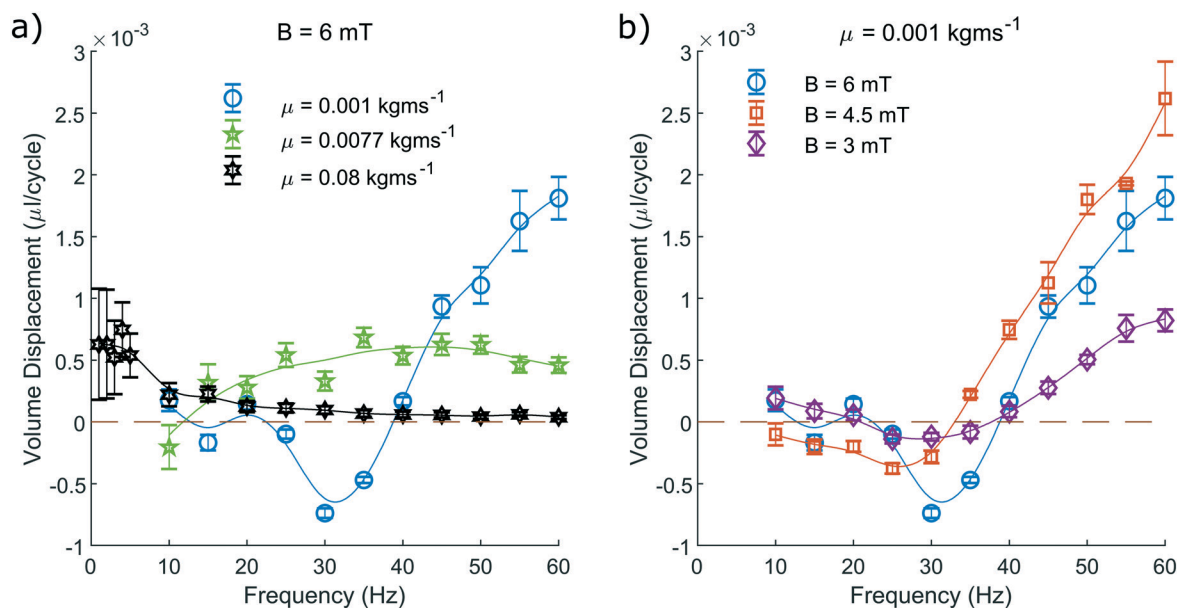 a)
× 10⁻³
B = 6 mT
3
2.5
2
1.5
1
0.5
0
-0.5
-1
Volume Displacement (μl/cycle)
μ = 0.001 kgms⁻¹
μ = 0.0077 kgms⁻¹
μ = 0.08 kgms⁻¹
0 10 20 30 40 50 60
Frequency (Hz)
b)
× 10⁻³
μ = 0.001 kgms⁻¹
3
2.5
2
1.5
1
0.5
0
-0.5
-1
Volume Displacement (μl/cycle)
B = 6 mT
B = 4.5 mT
B = 3 mT
0 10 20 30 40 50 60
Frequency (Hz)